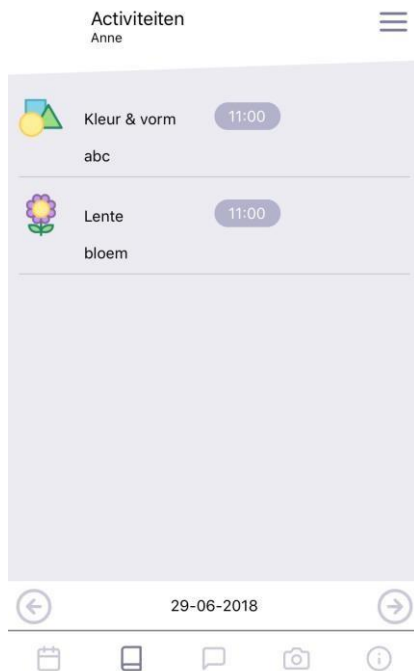 Activiteiten
Anne
Kleur & vorm 11:00
abc
Lente 11:00
bloem
29-06-2018